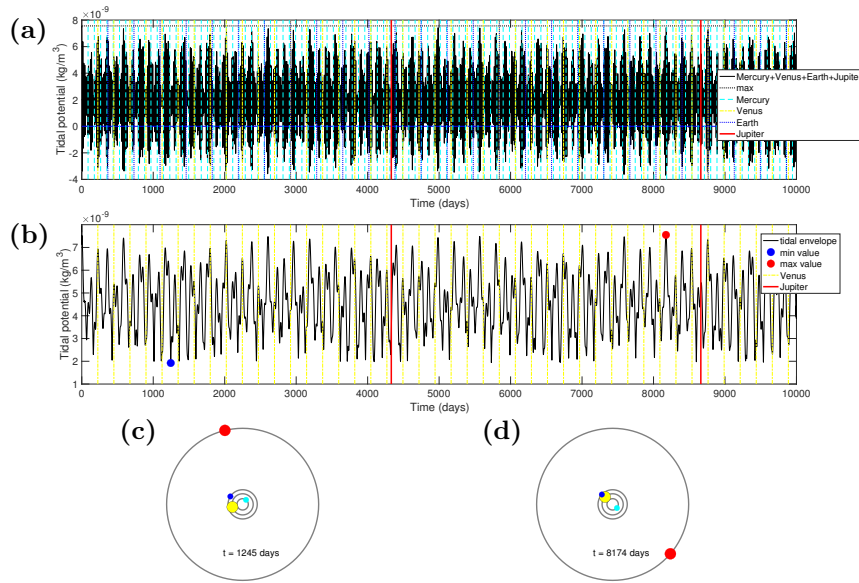 (a)
×10⁻⁹
8
6
4
2
0
-2
-4
Tidal potential (kg/m³)
Mercury+Venus+Earth+Jupiter
max
Mercury
Venus
Earth
Jupiter
0 1000 2000 3000 4000 5000 6000 7000 8000 9000 10000
Time (days)
(b)
×10⁻⁹
7
6
5
4
3
2
1
Tidal potential (kg/m³)
tidal envelope
min value
max value
Venus
Jupiter
0 1000 2000 3000 4000 5000 6000 7000 8000 9000 10000
Time (days)
(c)
(d)
t = 1245 days
t = 8174 days